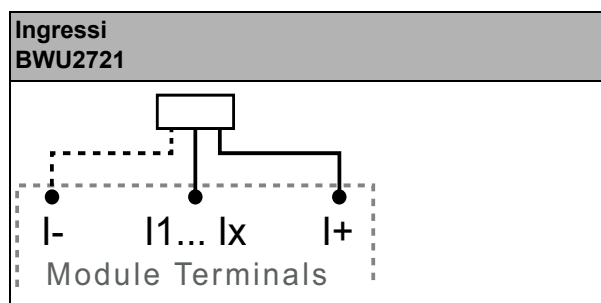 Ingressi
BWU2721
I- I1... Ix I+
Module Terminals